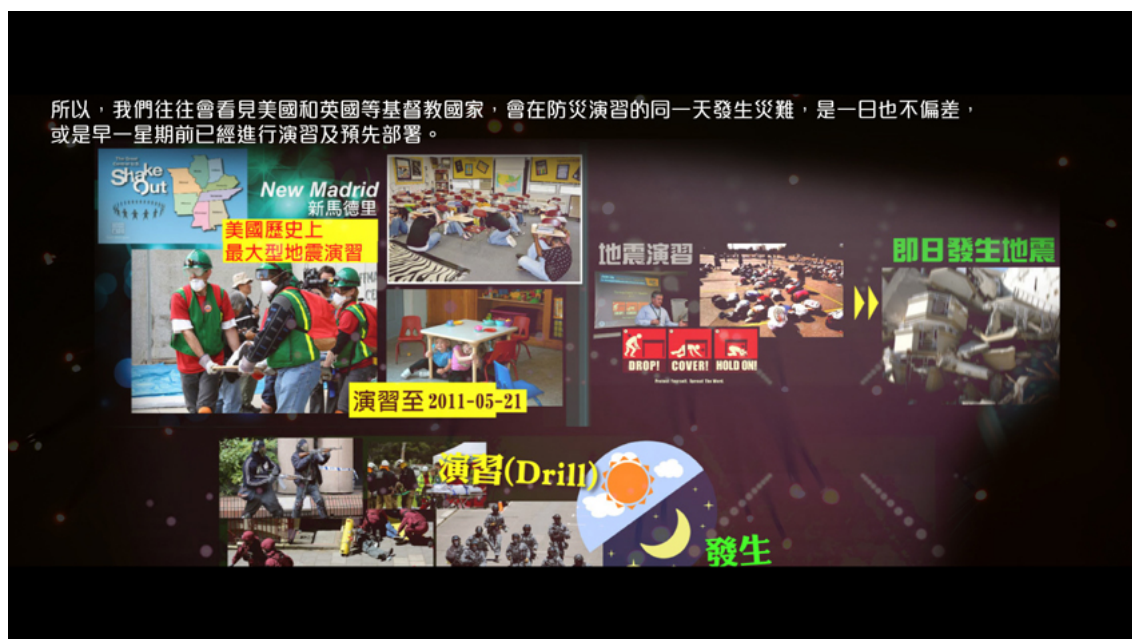 所以，我們往往會看見美國和英國等基督教國家，會在防災演習的同一天發生災難，是一日也不偏差，
或是早一星期前已經進行演習及預先部署。
Shake
Out
New Madrid
新馬德里
美國歷史上
最大型地震演習
演習至 2011-05-21
地震演習
DROP! COVER! HOLD ON!
即日發生地震
演習(Drill)
發生